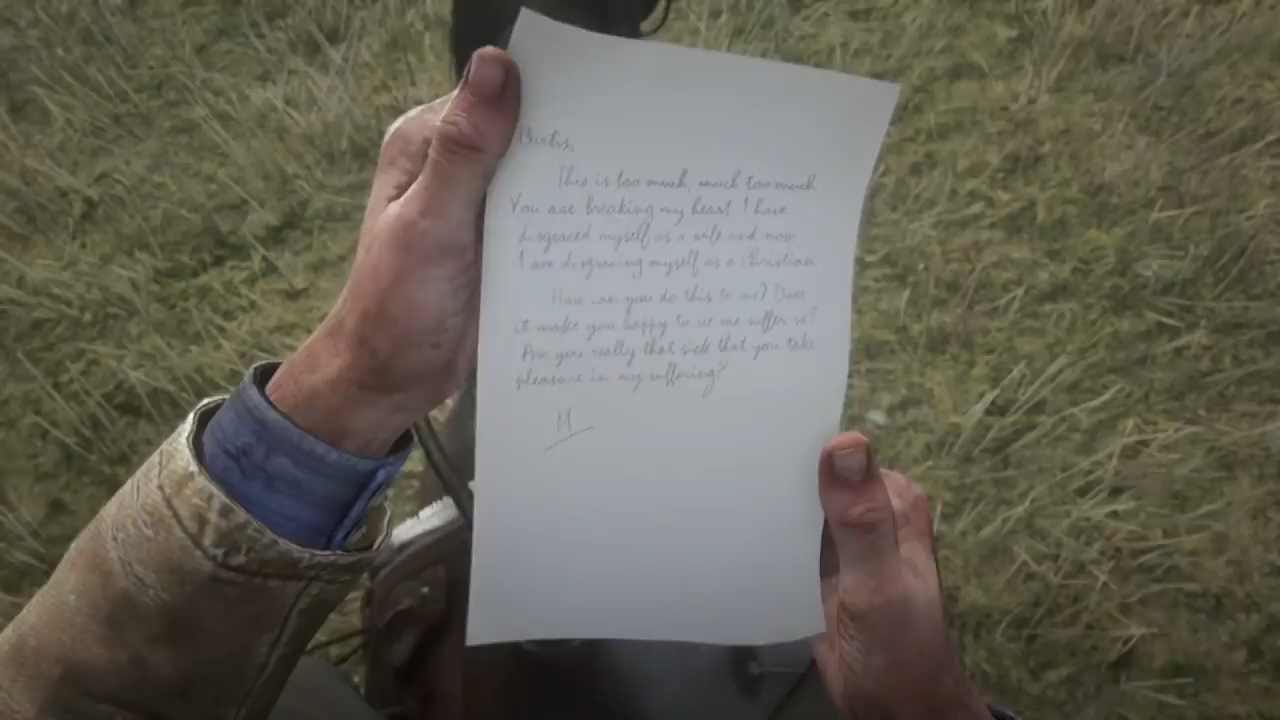 This is too much, much too much
You are breaking my heart. I have
disgraced myself as a wife and now
I am disgracing myself as a Christian.
How can you do this to me? Does
it make you happy to see me suffer so?
Are you really that sick that you take
pleasure in my suffering?
M